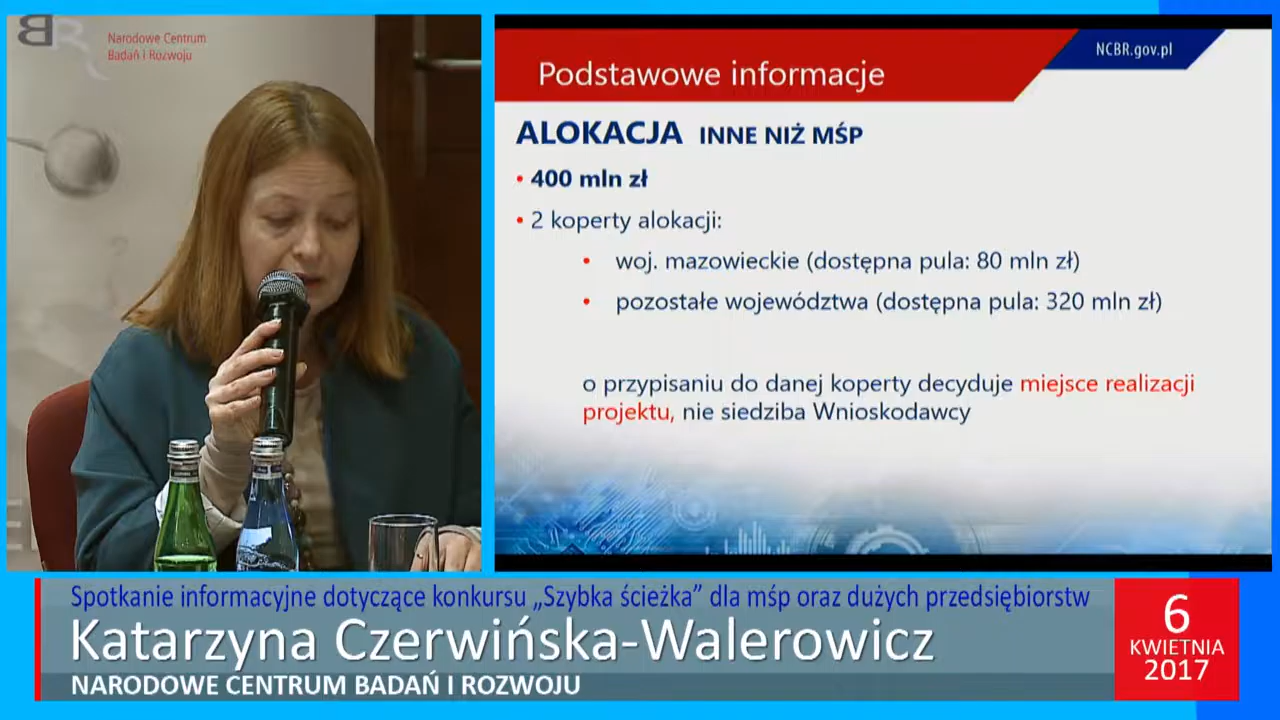 Narodowe Centrum
Badań i Rozwoju
NCBR.gov.pl
Podstawowe informacje
ALOKACJA INNE NIŻ MŚP
• 400 mln zł
• 2 koperty alokacji:
• woj. mazowieckie (dostępna pula: 80 mln zł)
• pozostałe województwa (dostępna pula: 320 mln zł)
o przypisaniu do danej koperty decyduje miejsce realizacji
projektu, nie siedziba Wnioskodawcy
Spotkanie informacyjne dotyczące konkursu „Szybka ścieżka” dla mśp oraz dużych przedsiębiorstw
Katarzyna Czerwińska-Walerowicz
NARODOWE CENTRUM BADAŃ I ROZWOJU
6
KWIETNIA
2017